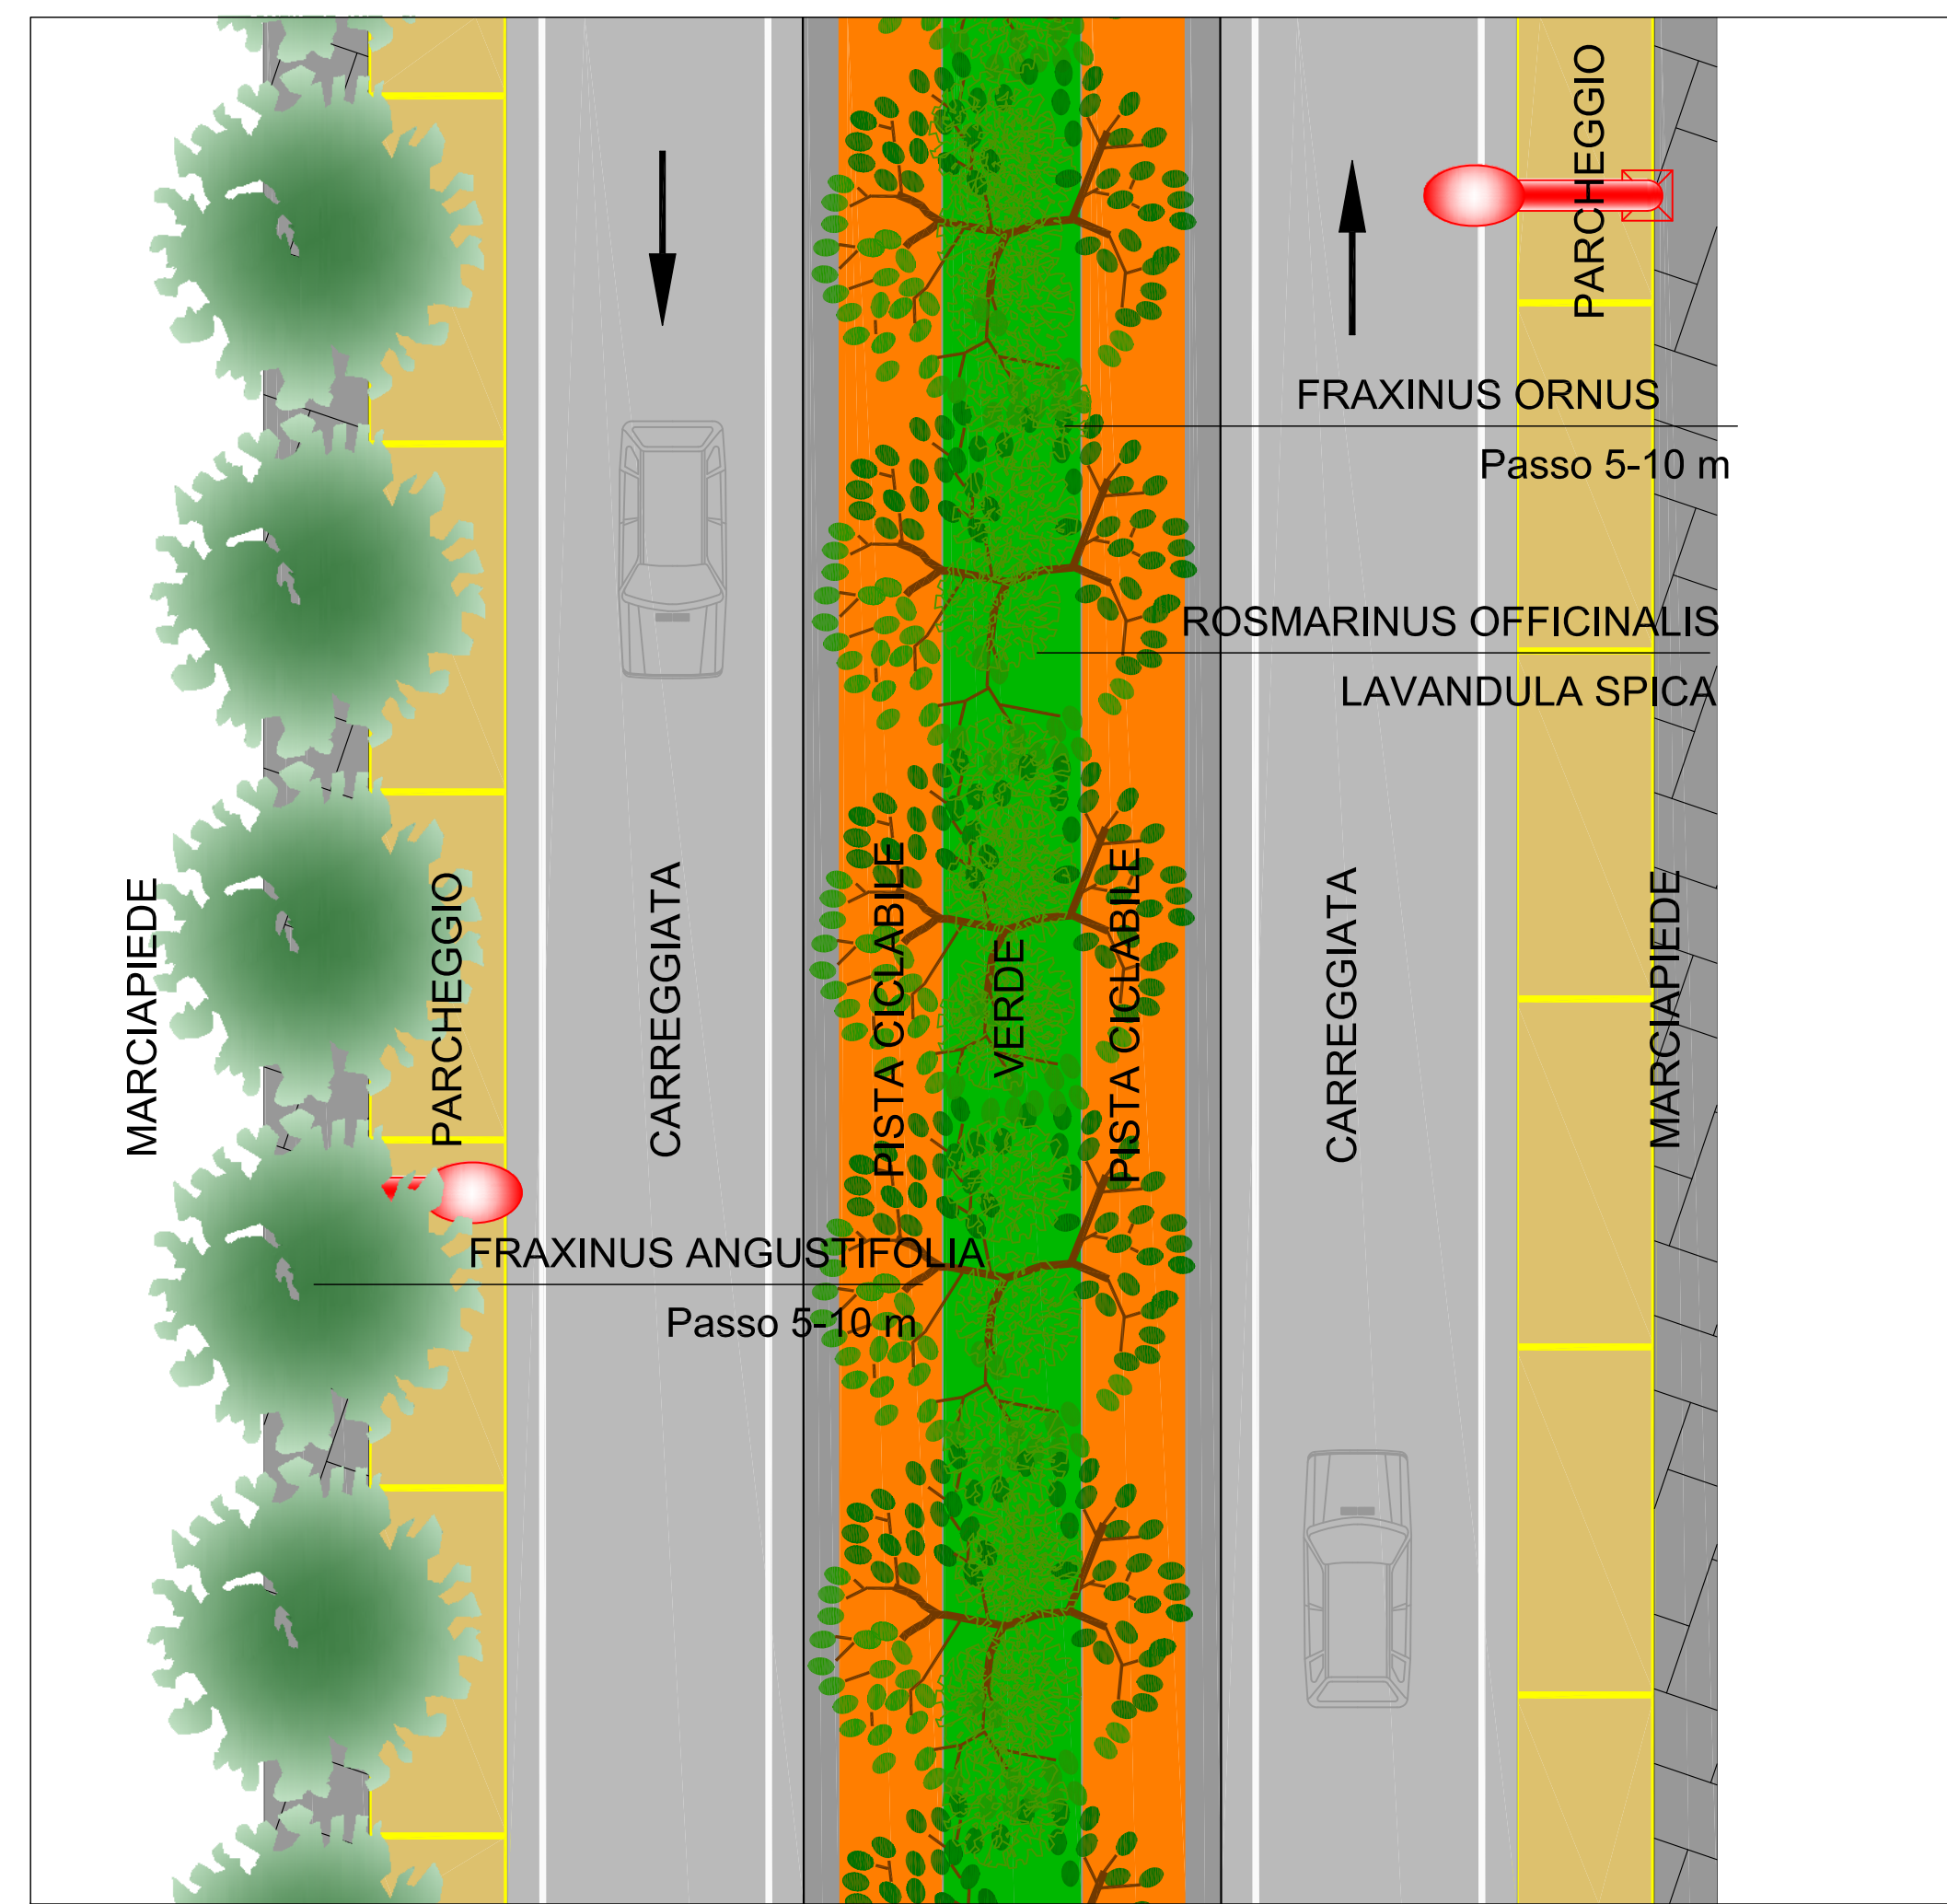 PARCHEGGIO
FRAXINUS ORNUS
Passo 5-10 m
ROSMARINUS OFFICINALIS
LAVANDULA SPICA
MARCIAPIEDE
PARCHEGGIO
CARREGGIATA
PISTA CICLABILE
VERDE
PISTA CICLABILE
CARREGGIATA
MARCIAPIEDE
FRAXINUS ANGUSTIFOLIA
Passo 5-10 m